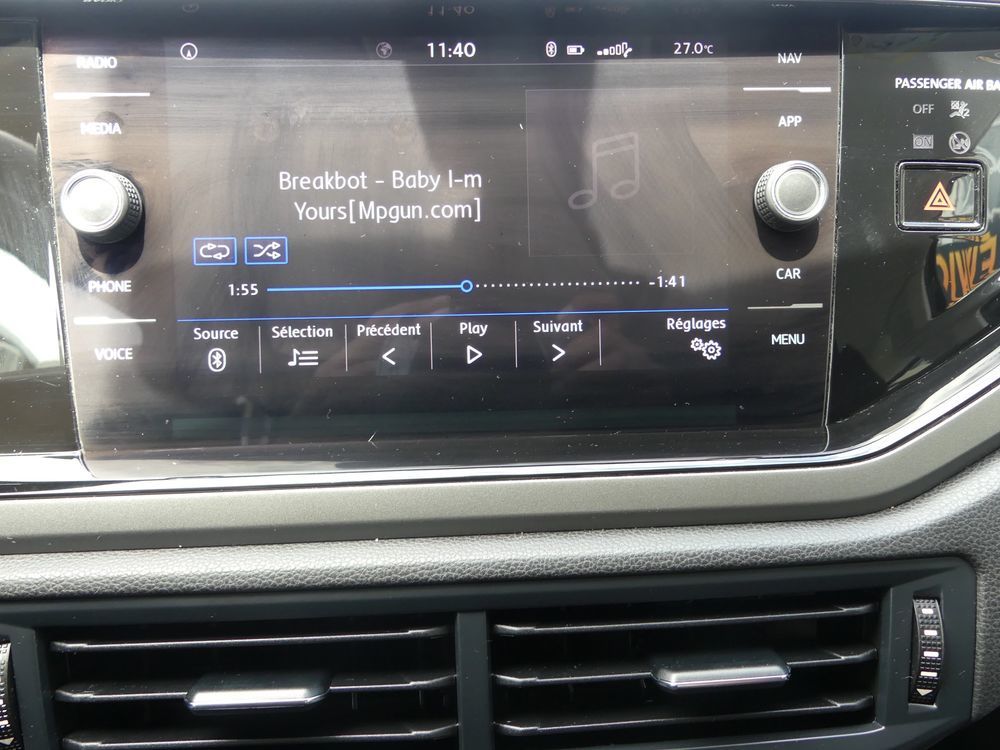 11:40
27.0°C
RADIO
MEDIA
PHONE
VOICE
NAV
APP
CAR
MENU
Breakbot - Baby I-m
Yours[Mpgun.com]
1:55
-1:41
Source
Sélection
Précédent
Play
Suivant
Réglages
PASSENGER AIR BA
OFF
ON